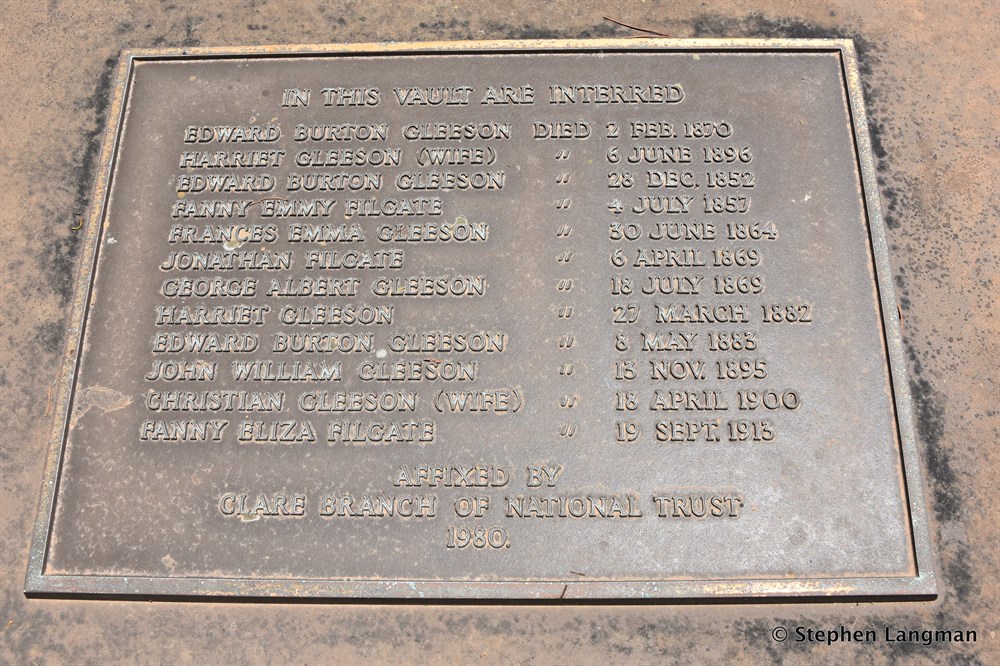 IN THIS VAULT ARE INTERRED
EDWARD BURTON GLEESON DIED 2 FEB. 1870
HARRIET GLEESON (WIFE) " 6 JUNE 1896
EDWARD BURTON GLEESON " 28 DEC. 1852
FANNY EMMY FILGATE " 4 JULY 1857
FRANCES EMMA GLEESON " 30 JUNE 1864
JONATHAN FILGATE " 6 APRIL 1869
GEORGE ALBERT GLEESON " 18 JULY 1869
HARRIET GLEESON " 27 MARCH 1882
EDWARD BURTON GLEESON " 8 MAY 1883
JOHN WILLIAM GLEESON " 13 NOV. 1895
CHRISTIAN GLEESON (WIFE) " 18 APRIL 1900
FANNY ELIZA FILGATE " 19 SEPT. 1913
AFFIXED BY
CLARE BRANCH OF NATIONAL TRUST
1980.
© Stephen Langman